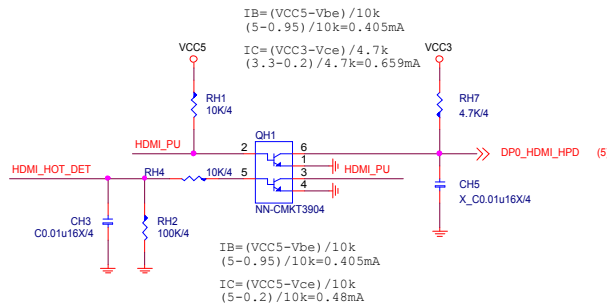 IB=(VCC5-Vbe)/10k
(5-0.95)/10k=0.405mA
IC=(VCC3-Vce)/4.7k
(3.3-0.2)/4.7k=0.659mA
VCC5
VCC3
RH1
10K/4
RH7
4.7K/4
QH1
HDMI_PU
2
6
1
DP0_HDMI_HPD
(5
HDMI_HOT_DET
RH4
10K/4
5
3
HDMI_PU
4
NN-CMKT3904
CH3
C0.01u16X/4
RH2
100K/4
CH5
X_C0.01u16X/4
IB=(VCC5-Vbe)/10k
(5-0.95)/10k=0.405mA
IC=(VCC5-Vce)/10k
(5-0.2)/10k=0.48mA